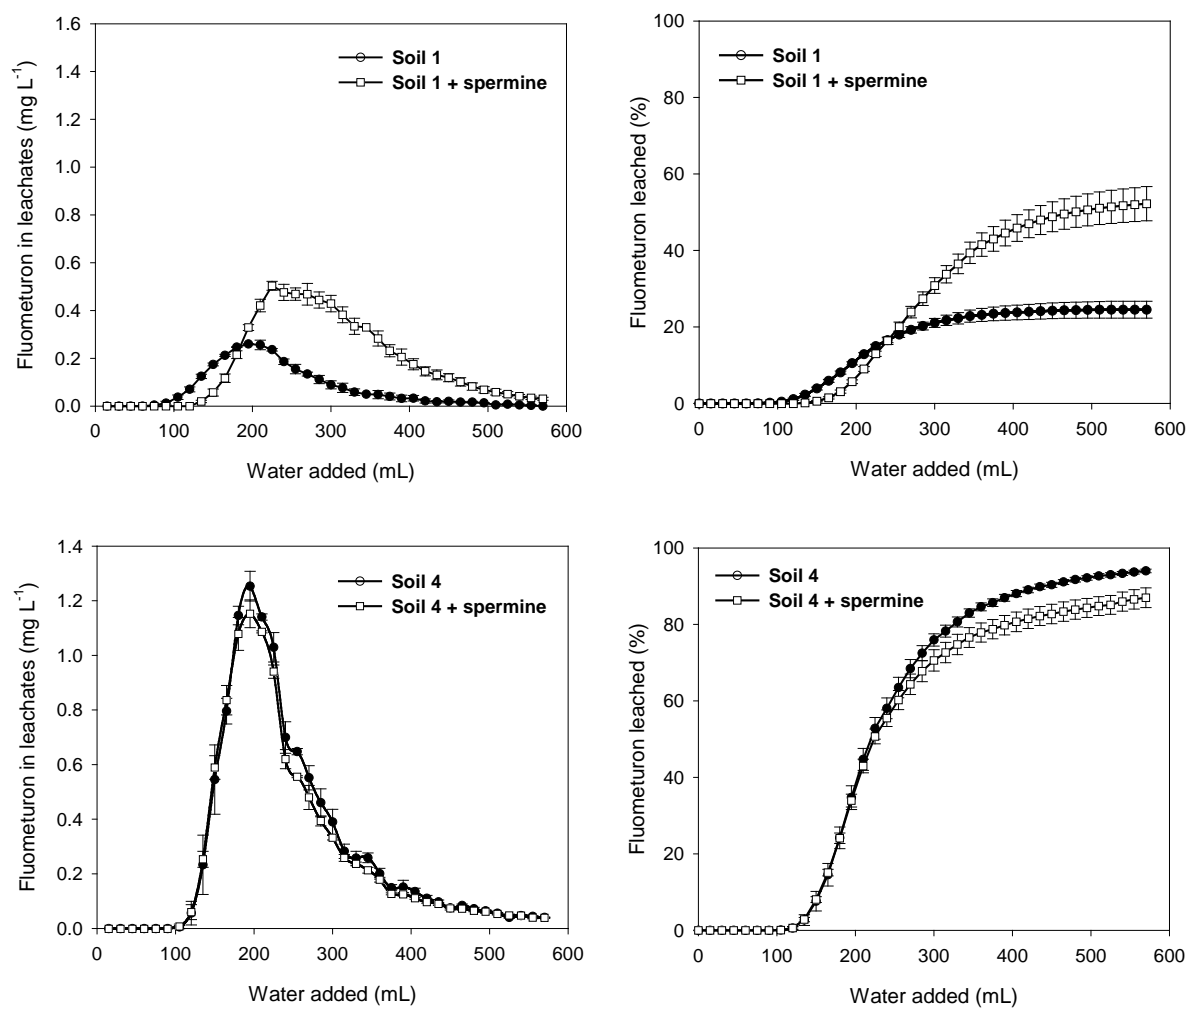 Fluometuron in leachates (mg L⁻¹)
1.6
1.4
1.2
1.0
0.8
0.6
0.4
0.2
0.0
Soil 1
Soil 1 + spermine
0 100 200 300 400 500 600
Water added (mL)
Fluometuron leached (%)
100
80
60
40
20
0
Soil 1
Soil 1 + spermine
0 100 200 300 400 500 600
Water added (mL)
Fluometuron in leachates (mg L⁻¹)
1.4
1.2
1.0
0.8
0.6
0.4
0.2
0.0
Soil 4
Soil 4 + spermine
0 100 200 300 400 500 600
Water added (mL)
Fluometuron leached (%)
100
80
60
40
20
0
Soil 4
Soil 4 + spermine
0 100 200 300 400 500 600
Water added (mL)